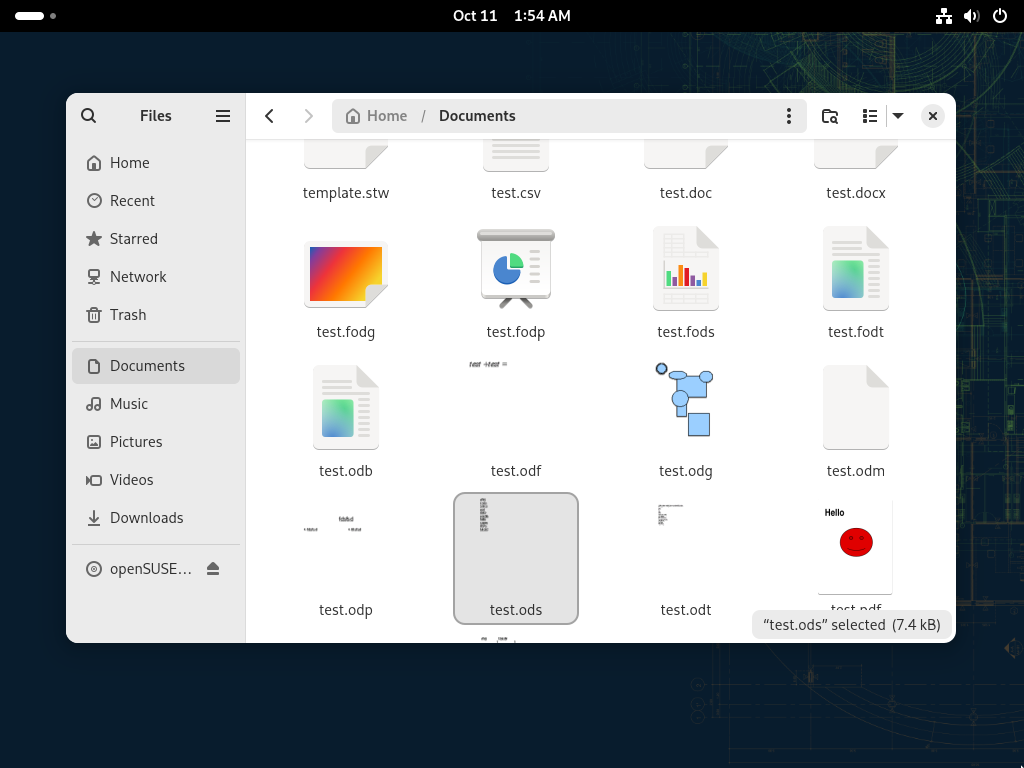 Oct 11 1:54 AM
Files
Home / Documents
Home
Recent
Starred
Network
Trash
Documents
Music
Pictures
Videos
Downloads
openSUSE…
template.stw test.csv test.doc test.docx
test.fodg test.fodp test.fods test.fodt
test +test =
test.odb test.odf test.odg test.odm
Hello
test.odp test.ods test.odt test.pdf
“test.ods” selected (7.4 kB)